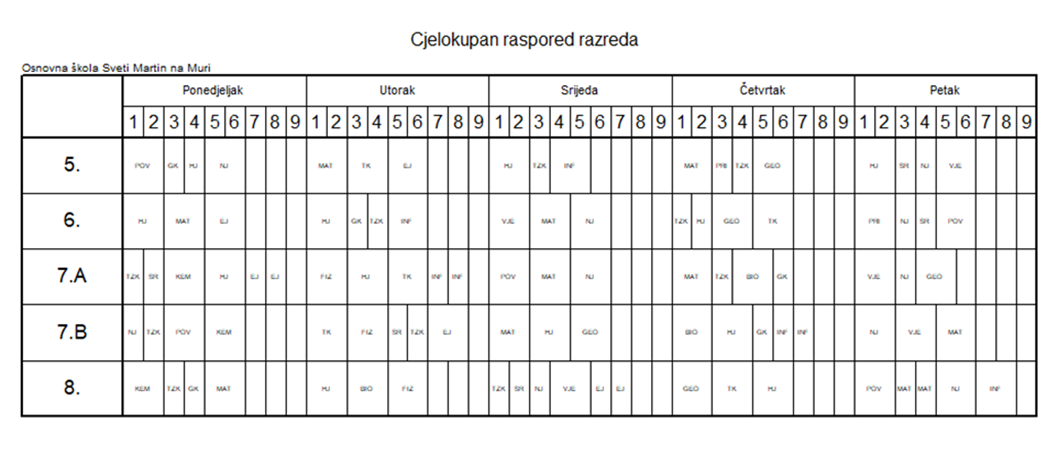 Cjelokupan raspored razreda
Osnovna škola Sveti Martin na Muri
Ponedjeljak Utorak Srijeda Četvrtak Petak
1 2 3 4 5 6 7 8 9 1 2 3 4 5 6 7 8 9 1 2 3 4 5 6 7 8 9 1 2 3 4 5 6 7 8 9 1 2 3 4 5 6 7 8 9
5. POV GK HJ NJ MAT TK EJ HJ TZK INF MAT PRI TZK GEO HJ SR NJ VJE
6. HJ MAT EJ HJ GK TZK INF VJE MAT NJ TZK HJ GEO TK PRI NJ SR POV
7.A TZK SR KEM HJ EJ EJ FIZ HJ TK INF INF POV MAT NJ MAT TZK BIO GK VJE NJ GEO
7.B NJ TZK POV KEM TK FIZ SR TZK EJ MAT HJ GEO BIO HJ GK INF INF NJ VJE MAT
8. KEM TZK GK MAT HJ BIO FIZ TZK SR NJ VJE EJ EJ GEO TK HJ POV MAT MAT NJ INF